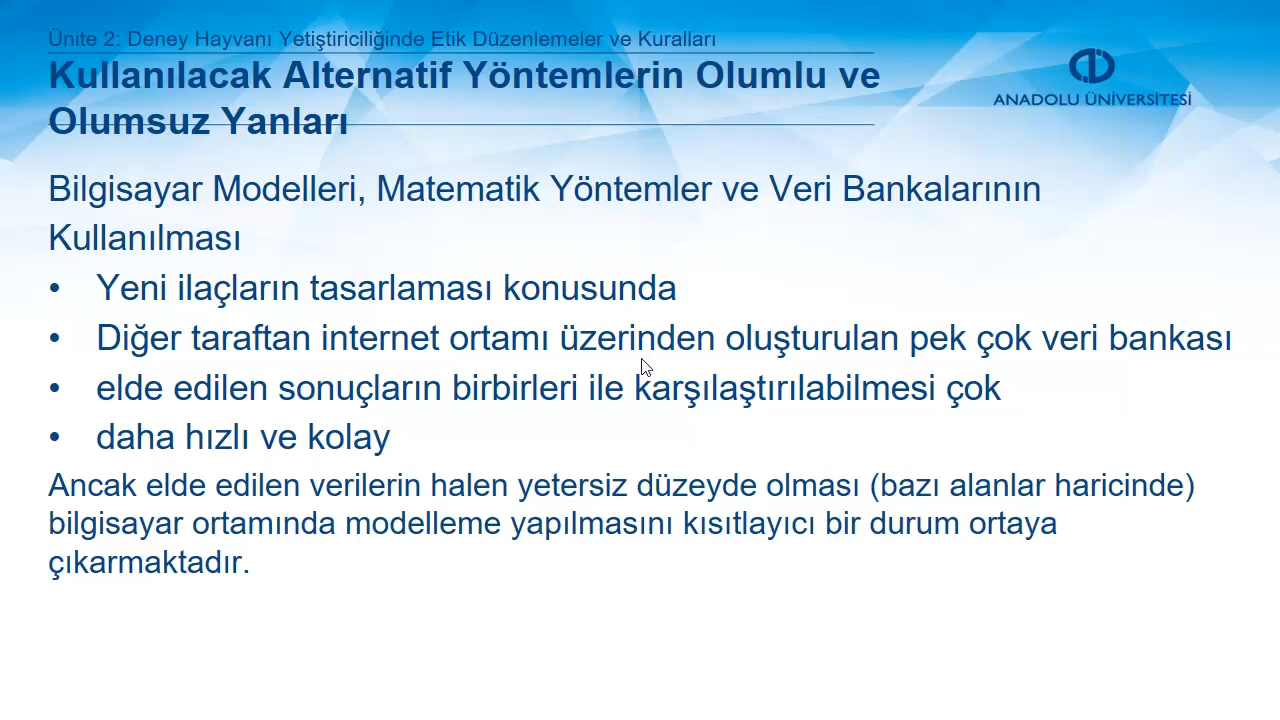 Ünite 2: Deney Hayvanı Yetiştiriciliğinde Etik Düzenlemeler ve Kuralları
Kullanılacak Alternatif Yöntemlerin Olumlu ve
Olumsuz Yanları
ANADOLU ÜNİVERSİTESİ
Bilgisayar Modelleri, Matematik Yöntemler ve Veri Bankalarının
Kullanılması
• Yeni ilaçların tasarlaması konusunda
• Diğer taraftan internet ortamı üzerinden oluşturulan pek çok veri bankası
• elde edilen sonuçların birbirleri ile karşılaştırılabilmesi çok
• daha hızlı ve kolay
Ancak elde edilen verilerin halen yetersiz düzeyde olması (bazı alanlar haricinde)
bilgisayar ortamında modelleme yapılmasını kısıtlayıcı bir durum ortaya
çıkarmaktadır.